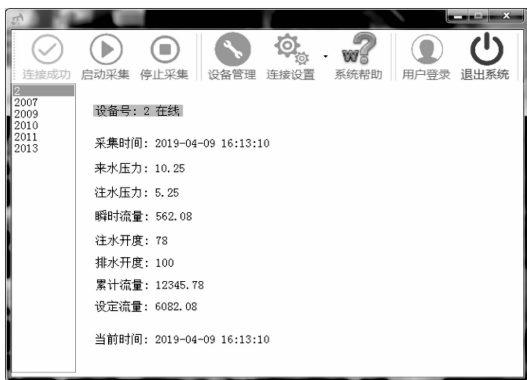 连接成功 启动采集 停止采集 设备管理 连接设置 系统帮助 用户登录 退出系统
2
2007
2009
2010
2011
2013
设备号: 2 在线
采集时间: 2019-04-09 16:13:10
来水压力: 10.25
注水压力: 5.25
瞬时流量: 562.08
注水开度: 78
排水开度: 100
累计流量: 12345.78
设定流量: 6082.08
当前时间: 2019-04-09 16:13:10